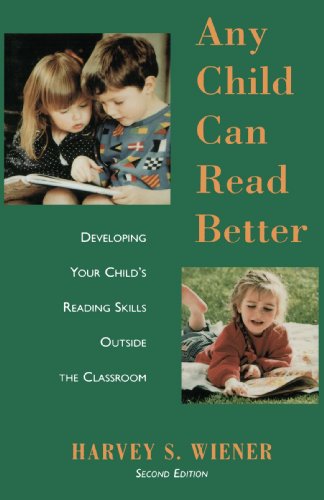 Any
Child
Can
Read
Better
Developing
Your Child's
Reading Skills
Outside
the Classroom
Harvey S. Wiener
Second Edition